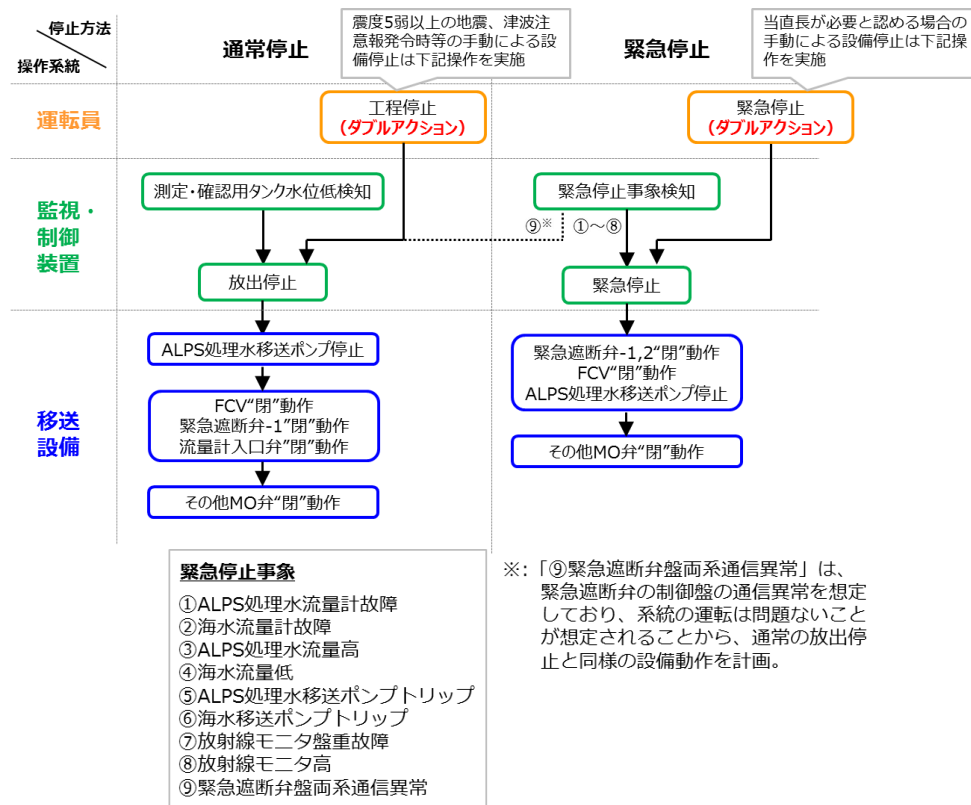 停止方法
操作系統
通常停止
震度5弱以上の地震、津波注
意報発令時等の手動による設
備停止は下記操作を実施
緊急停止
当直長が必要と認める場合の
手動による設備停止は下記操
作を実施
運転員
工程停止
（ダブルアクション）
緊急停止
（ダブルアクション）
監視・
制御
装置
測定・確認用タンク水位低検知
緊急停止事象検知
⑨※
①～⑧
放出停止
緊急停止
移送
設備
ALPS処理水移送ポンプ停止
FCV“閉”動作
緊急遮断弁-1”閉”動作
流量計入口弁”閉”動作
その他MO弁“閉”動作
緊急遮断弁-1,2“閉”動作
FCV“閉”動作
ALPS処理水移送ポンプ停止
その他MO弁“閉”動作
緊急停止事象
①ALPS処理水流量計故障
②海水流量計故障
③ALPS処理水流量高
④海水流量低
⑤ALPS処理水移送ポンプトリップ
⑥海水移送ポンプトリップ
⑦放射線モニタ盤重故障
⑧放射線モニタ高
⑨緊急遮断弁盤両系通信異常
※：「⑨緊急遮断弁盤両系通信異常」は、
緊急遮断弁の制御盤の通信異常を想定
しており、系統の運転は問題ないこと
が想定されることから、通常の放出停
止と同様の設備動作を計画。